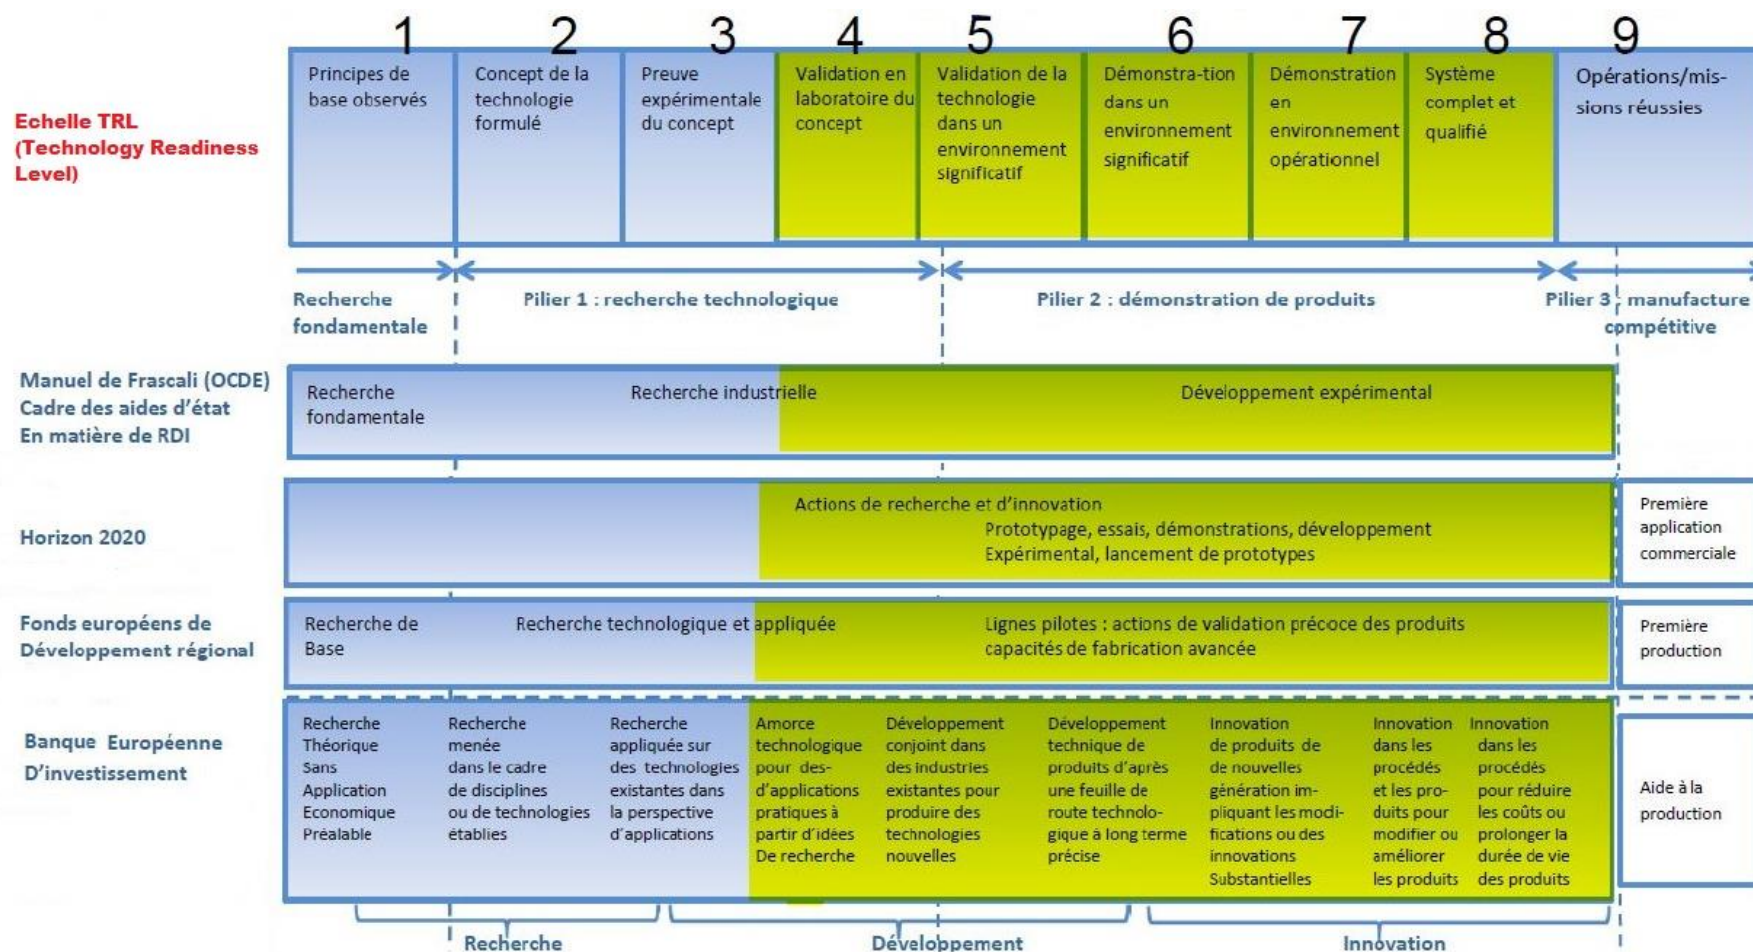 1
2
3
4
5
6
7
8
9
Echelle TRL
(Technology Readiness
Level)
Principes de
base observés
Concept de la
technologie
formulé
Preuve
expérimentale
du concept
Validation en
laboratoire du
concept
Validation de la
technologie
dans un
environnement
significatif
Démonstra-tion
dans un
environnement
significatif
Démonstration
en
environnement
opérationnel
Système
complet et
qualifié
Opérations/mis-
sions réussies
Recherche
fondamentale
Pilier 1 : recherche technologique
Pilier 2 : démonstration de produits
Pilier 3 : manufacture
compétitive
Manuel de Frascali (OCDE)
Cadre des aides d'état
En matière de RDI
Recherche
fondamentale
Recherche industrielle
Développement expérimental
Horizon 2020
Actions de recherche et d'innovation
Prototypage, essais, démonstrations, développement
Expérimental, lancement de prototypes
Première
application
commerciale
Fonds européens de
Développement régional
Recherche de
Base
Recherche technologique et appliquée
Lignes pilotes : actions de validation précoce des produits
capacités de fabrication avancée
Première
production
Banque Européenne
D'investissement
Recherche
Théorique
Sans
Application
Economique
Préalable
Recherche
menée
dans le cadre
de disciplines
ou de technologies
établies
Recherche
appliquée sur
des technologies
existantes dans
la perspective
d'applications
Amorce
technologique
pour des-
d'applications
pratiques à
partir d'idées
De recherche
Développement
conjoint dans
des industries
existantes pour
produire des
technologies
nouvelles
Développement
technique de
produits d'après
une feuille de
route technolo-
gique à long terme
précise
Innovation
de produits de
de nouvelles
génération im-
pliquant les modi-
fications ou des
innovations
Substantielles
Innovation
dans les
procédés
et les pro-
duits pour
modifier ou
améliorer
les produits
Innovation
dans les
procédés
pour réduire
les coûts ou
prolonger la
durée de vie
des produits
Aide à la
production
Recherche
Développement
Innovation